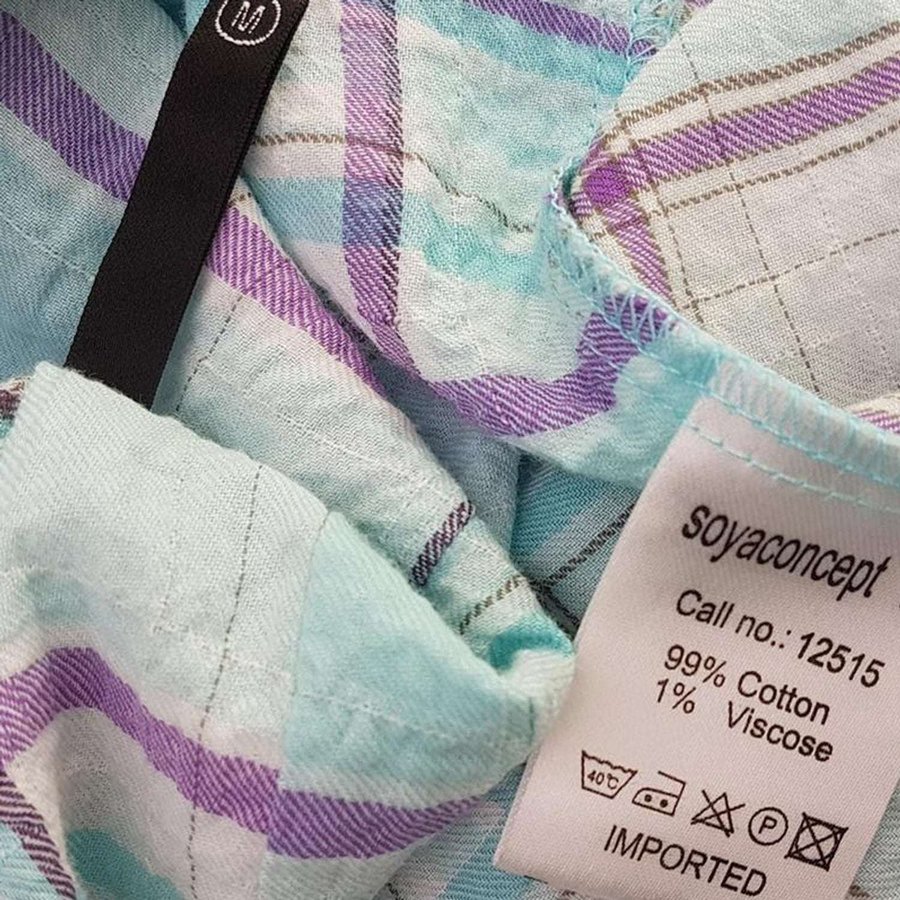 M
soyaconcept
Call no.: 12515
99% Cotton
1% Viscose
40°C P
IMPORTED